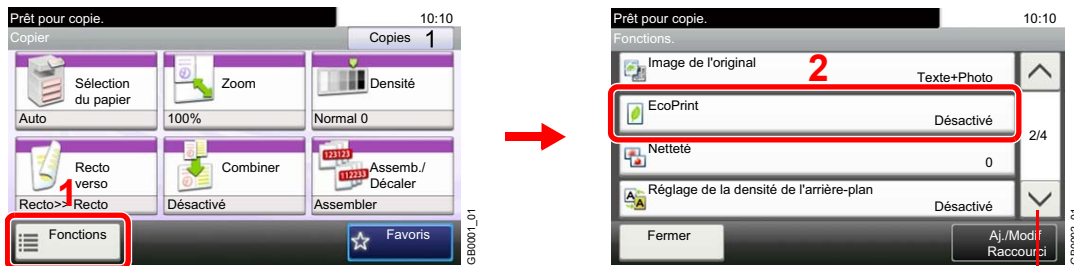 Prêt pour copie.
10:10
Copier
Copies 1
Sélection
du papier
Auto
Zoom
100%
Densité
Normal 0
Recto
verso
Recto>>Recto
Combiner
Désactivé
123123
112233
Assemb./
Décaler
Assembler
1
Fonctions
Favoris
GB0001_01
Prêt pour copie.
10:10
Fonctions.
Image de l'original
Texte+Photo
2
EcoPrint
Désactivé
2/4
Netteté
0
Réglage de la densité de l'arrière-plan
Désactivé
Fermer
Aj./Modif
Raccourci